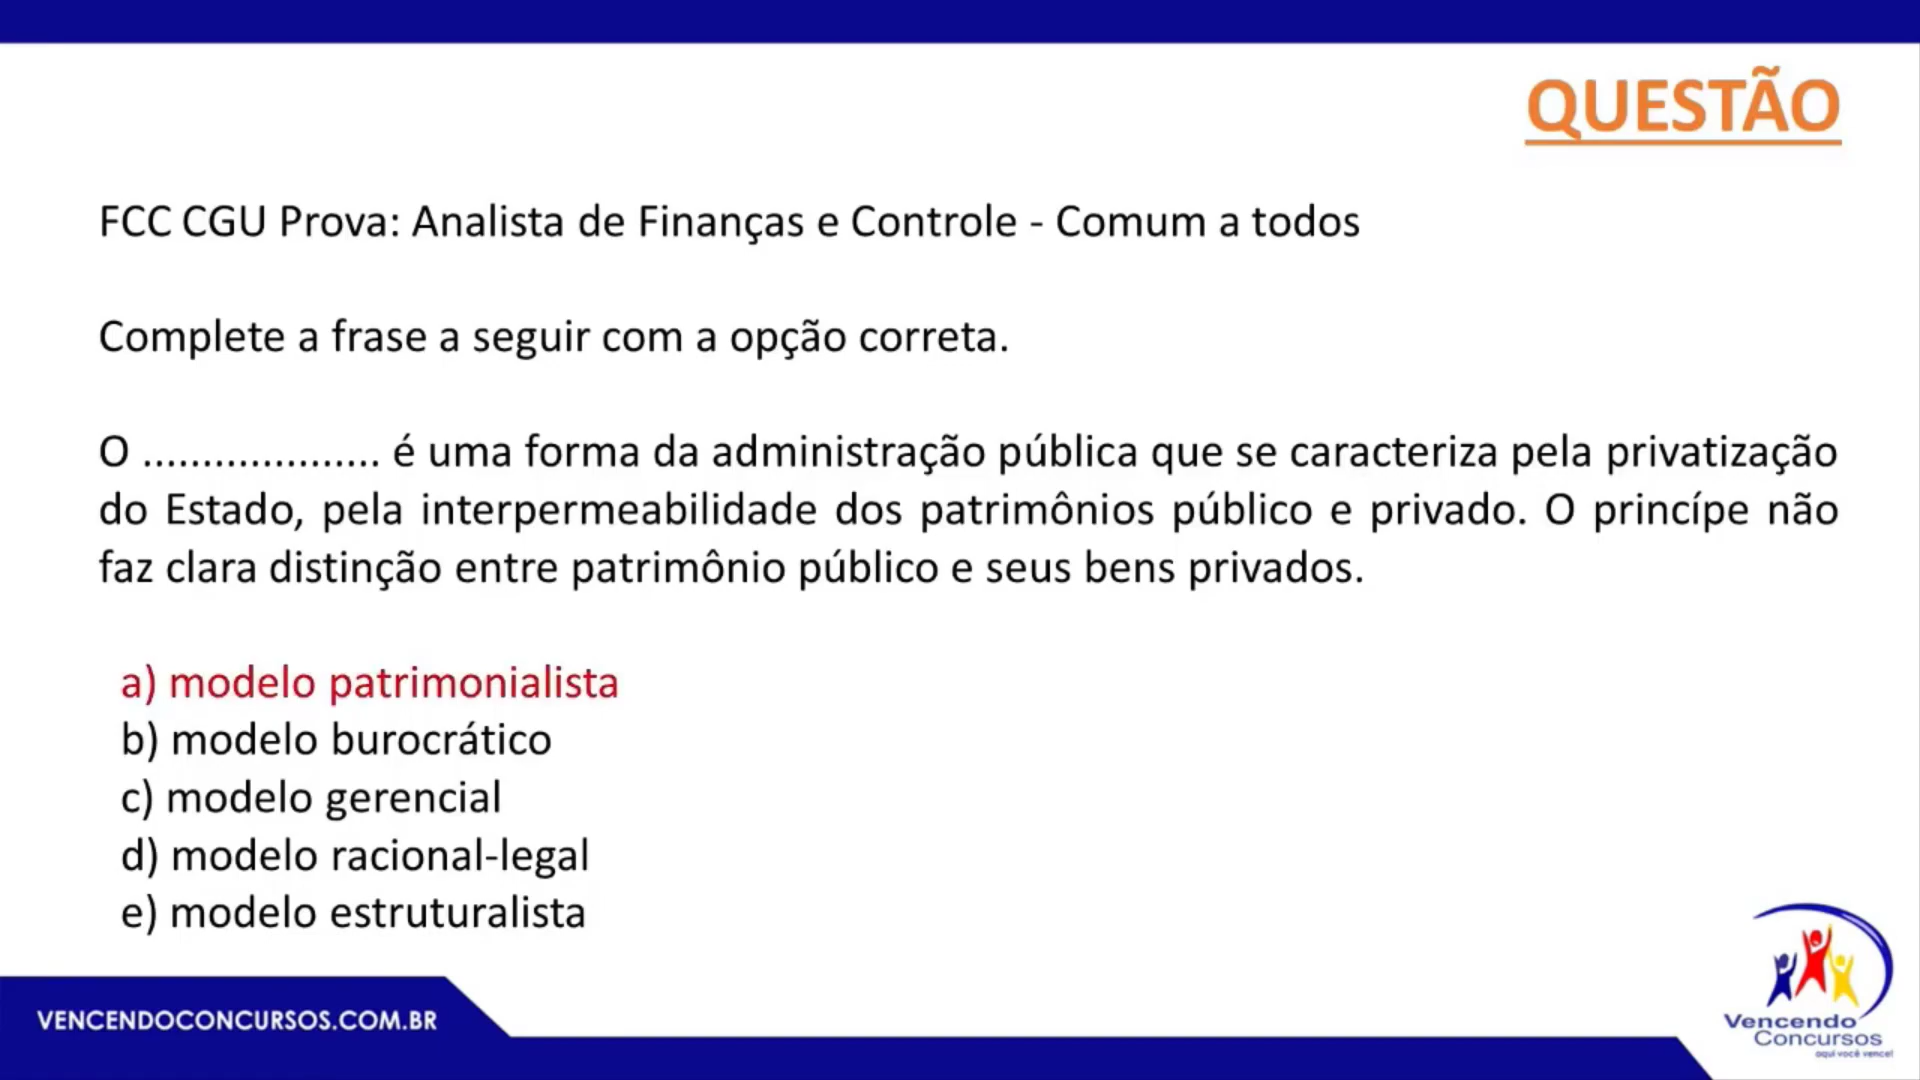 QUESTÃO
FCC CGU Prova: Analista de Finanças e Controle - Comum a todos
Complete a frase a seguir com a opção correta.
O .................... é uma forma da administração pública que se caracteriza pela privatização
do Estado, pela interpermeabilidade dos patrimônios público e privado. O princípe não
faz clara distinção entre patrimônio público e seus bens privados.
a) modelo patrimonialista
b) modelo burocrático
c) modelo gerencial
d) modelo racional-legal
e) modelo estruturalista
VENCENDOCONCURSOS.COM.BR
Vencendo
Concursos
aqui você vence!